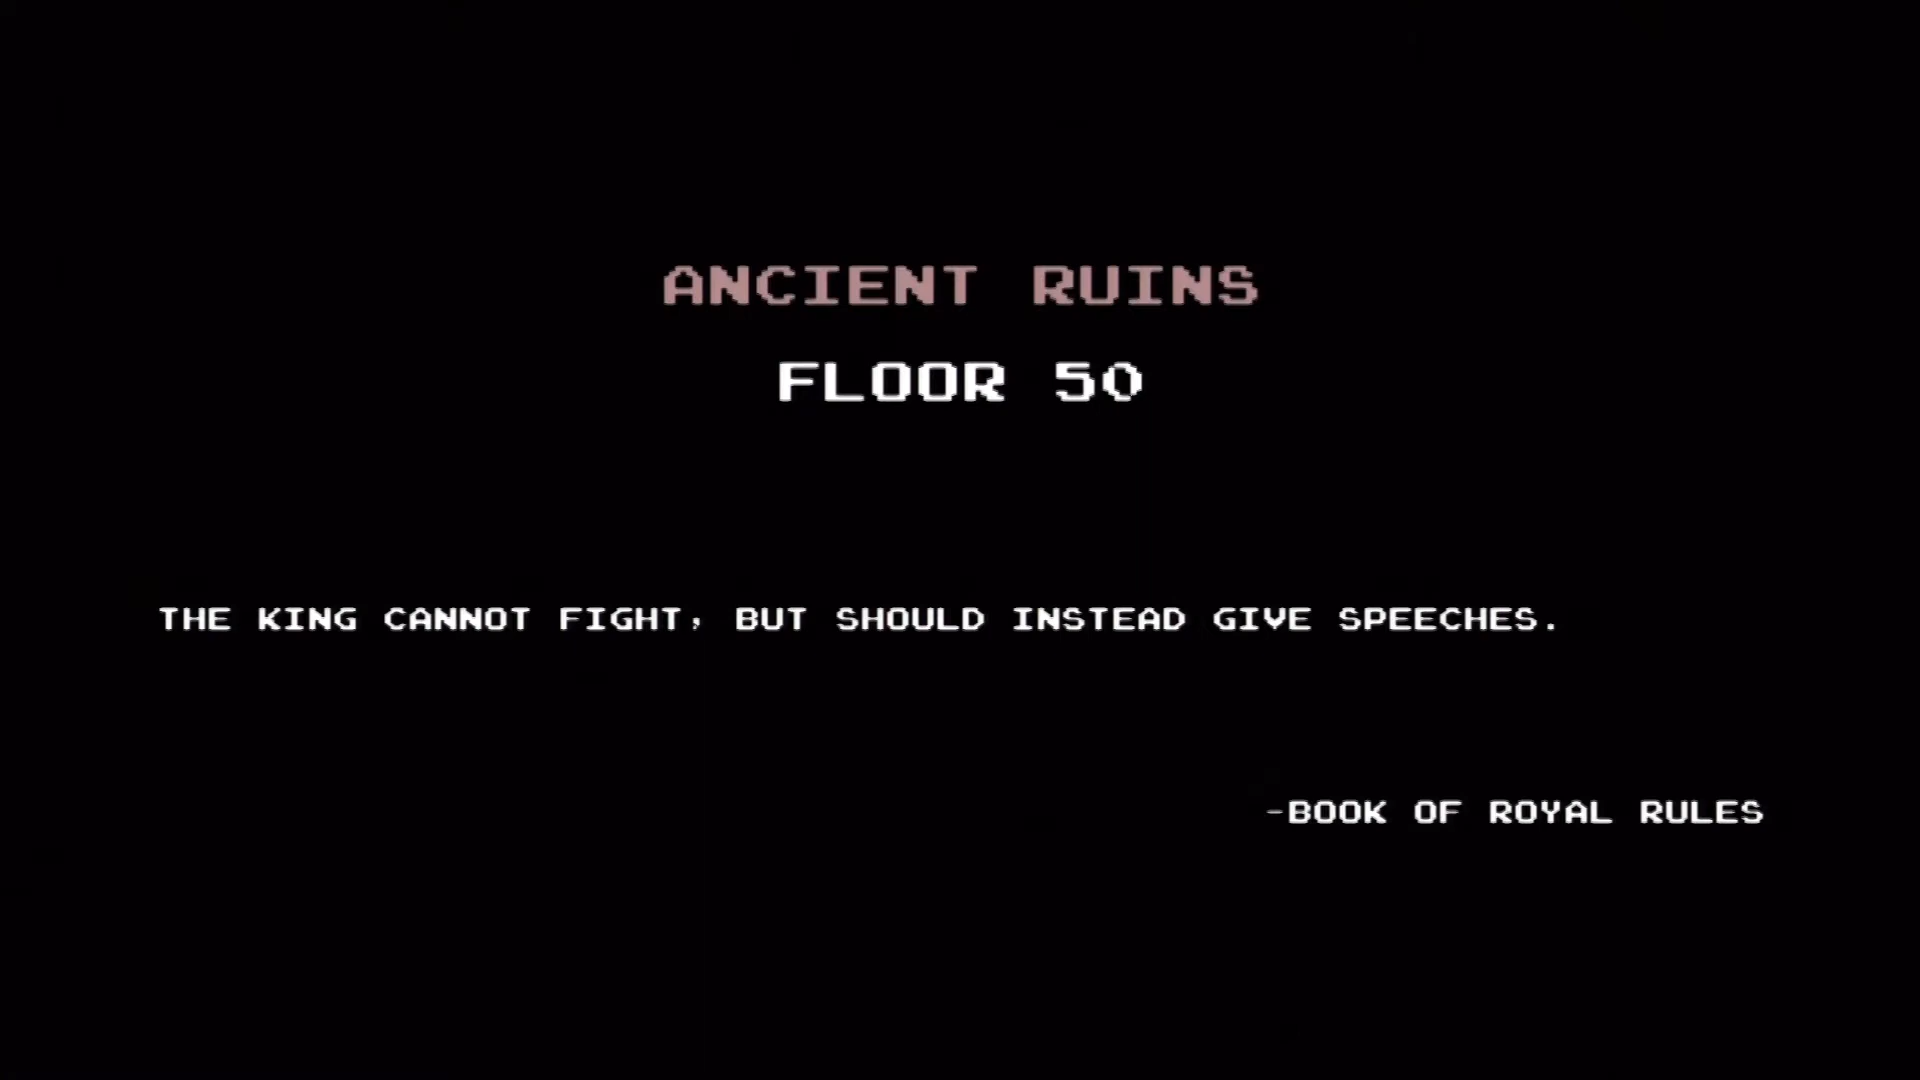 ANCIENT RUINS
FLOOR 50
THE KING CANNOT FIGHT, BUT SHOULD INSTEAD GIVE SPEECHES.
-BOOK OF ROYAL RULES